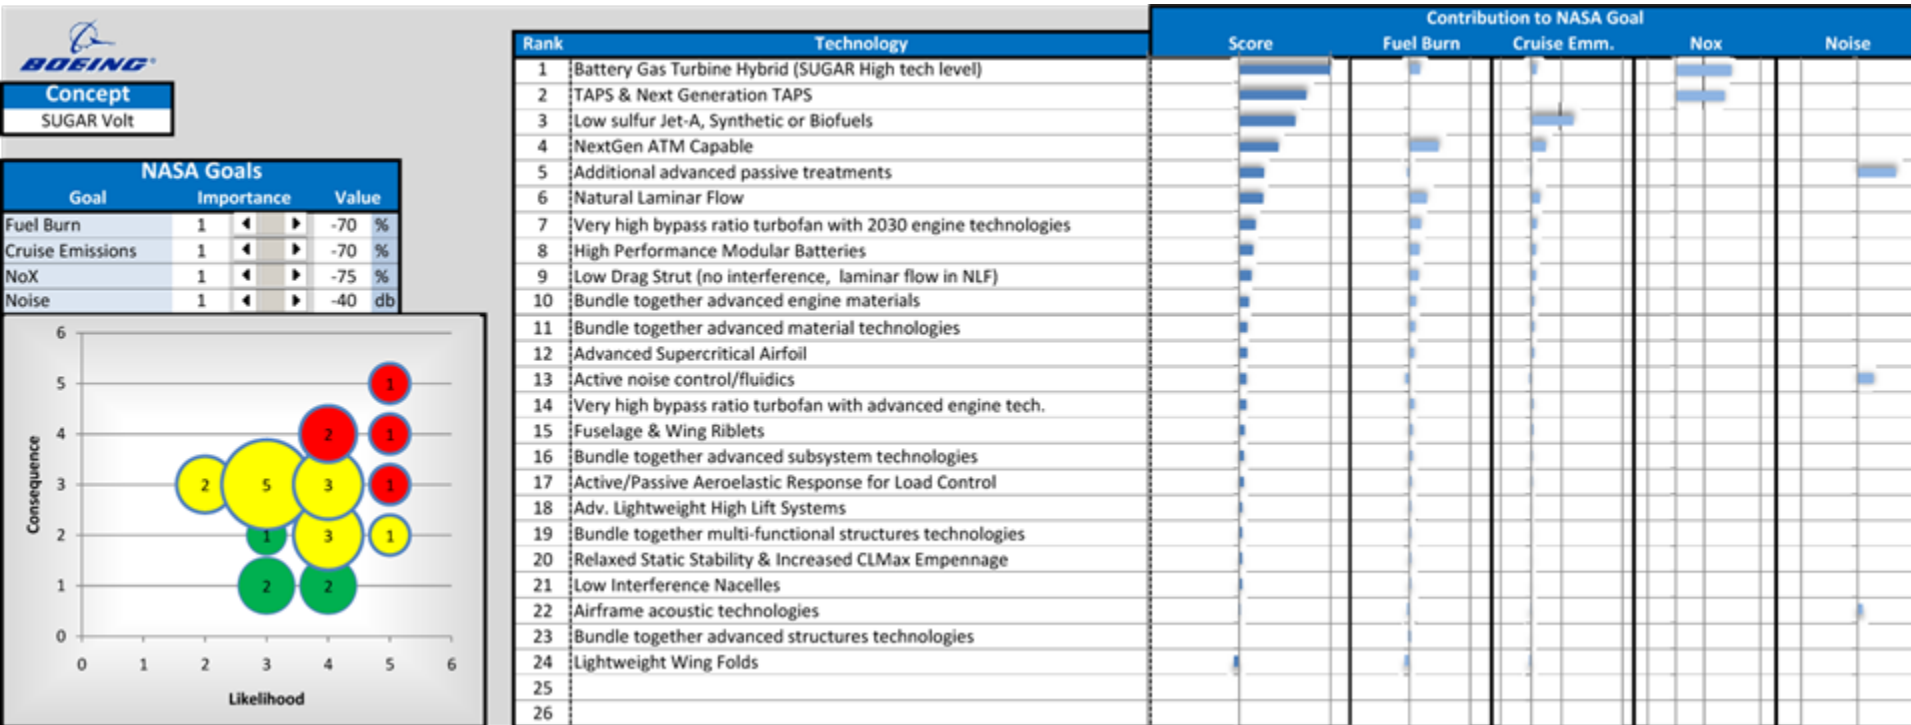 BOEING
Concept
SUGAR Volt
NASA Goals
Goal Importance Value
Fuel Burn 1 -70 %
Cruise Emissions 1 -70 %
NoX 1 -75 %
Noise 1 -40 db
6
5
4
3
2
1
0
Consequence
1
2 1
2 5 3 1
1 3 1
2 2
0 1 2 3 4 5 6
Likelihood
Contribution to NASA Goal
Rank Technology Score Fuel Burn Cruise Emm. Nox Noise
1 Battery Gas Turbine Hybrid (SUGAR High tech level)
2 TAPS & Next Generation TAPS
3 Low sulfur Jet-A, Synthetic or Biofuels
4 NextGen ATM Capable
5 Additional advanced passive treatments
6 Natural Laminar Flow
7 Very high bypass ratio turbofan with 2030 engine technologies
8 High Performance Modular Batteries
9 Low Drag Strut (no interference, laminar flow in NLF)
10 Bundle together advanced engine materials
11 Bundle together advanced material technologies
12 Advanced Supercritical Airfoil
13 Active noise control/fluidics
14 Very high bypass ratio turbofan with advanced engine tech.
15 Fuselage & Wing Riblets
16 Bundle together advanced subsystem technologies
17 Active/Passive Aeroelastic Response for Load Control
18 Adv. Lightweight High Lift Systems
19 Bundle together multi-functional structures technologies
20 Relaxed Static Stability & Increased CLMax Empennage
21 Low Interference Nacelles
22 Airframe acoustic technologies
23 Bundle together advanced structures technologies
24 Lightweight Wing Folds
25
26